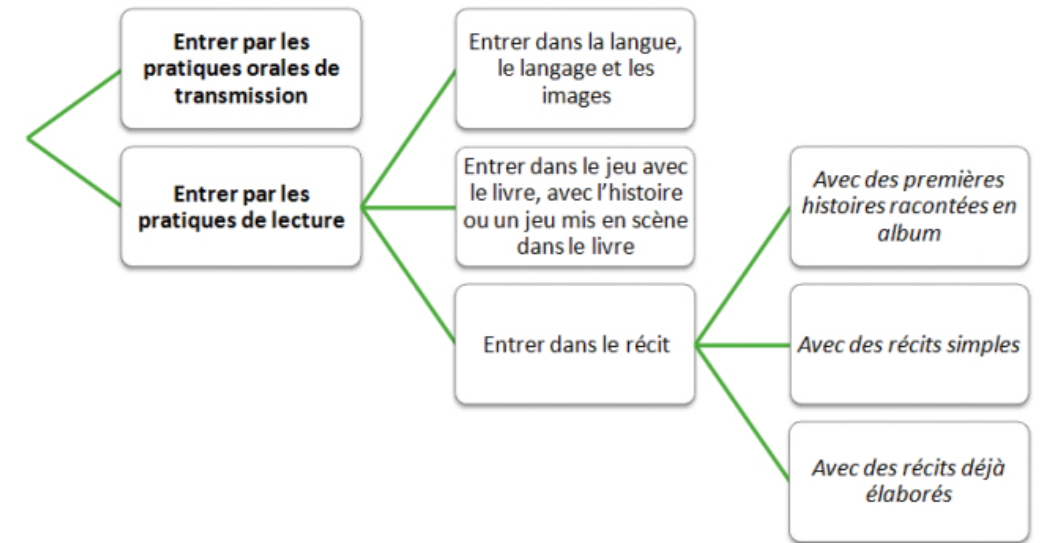 Entrer par les
pratiques orales de
transmission
Entrer par les
pratiques de lecture
Entrer dans la langue,
le langage et les
images
Entrer dans le jeu avec
le livre, avec l'histoire
ou un jeu mis en scène
dans le livre
Entrer dans le récit
Avec des premières
histoires racontées en
album
Avec des récits simples
Avec des récits déjà
élaborés